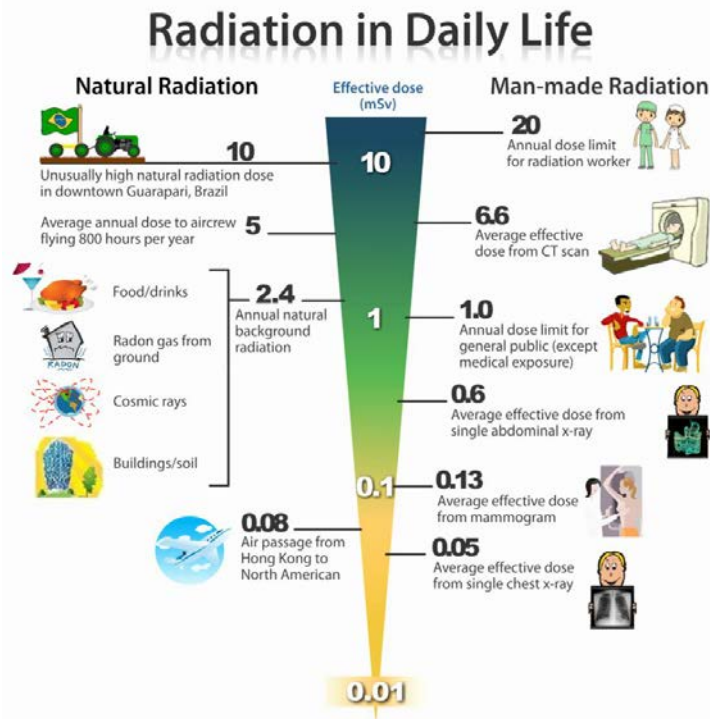 Radiation in Daily Life
Natural Radiation
Effective dose
(mSv)
Man-made Radiation
10
Unusually high natural radiation dose
in downtown Guarapari, Brazil
Average annual dose to aircrew
flying 800 hours per year
5
Food/drinks
Radon gas from
ground
RADON
Cosmic rays
Buildings/soil
2.4
Annual natural
background
radiation
0.08
Air passage from
Hong Kong to
North American
10
1
0.1
0.01
20
Annual dose limit
for radiation worker
6.6
Average effective
dose from CT scan
1.0
Annual dose limit for
general public (except
medical exposure)
0.6
Average effective dose from
single abdominal x-ray
0.13
Average effective dose
from mammogram
0.05
Average effective dose
from single chest x-ray